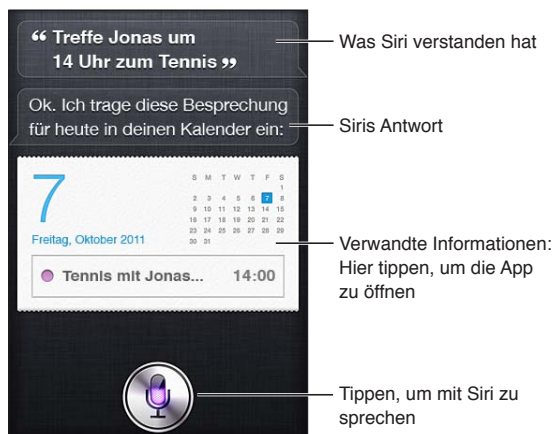 “ Treffe Jonas um
14 Uhr zum Tennis ”
Was Siri verstanden hat
Ok. Ich trage diese Besprechung
für heute in deinen Kalender ein:
Siris Antwort
7
Freitag, Oktober 2011
S M T W T F S
1
2 3 4 5 6 7 8
9 10 11 12 13 14 15
16 17 18 19 20 21 22
23 24 25 26 27 28 29
30 31
Tennis mit Jonas... 14:00
Verwandte Informationen:
Hier tippen, um die App
zu öffnen
Tippen, um mit Siri zu
sprechen